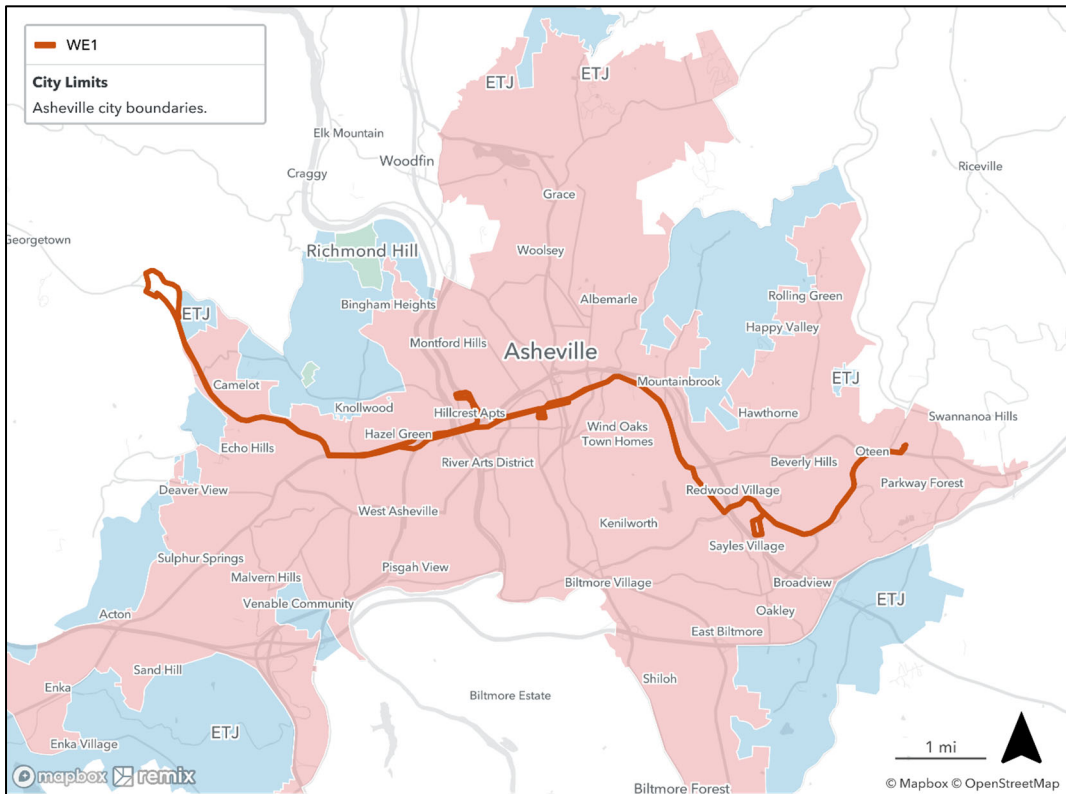 WE1
City Limits
Asheville city boundaries.
ETJ
ETJ
Elk Mountain
Woodfin
Craggy
Riceville
Grace
Georgetown
Richmond Hill
Woolsey
Bingham Heights
Albemarle
Rolling Green
ETJ
Happy Valley
Montford Hills
Asheville
Camelot
Mountainbrook
ETJ
Knollwood
Hillcrest Apts
Hawthorne
Swannanoa Hills
Hazel Green
Wind Oaks
Town Homes
Echo Hills
River Arts District
Beverly Hills
Oteen
Deaver View
Redwood Village
Parkway Forest
West Asheville
Kenilworth
Sayles Village
Sulphur Springs
Pisgah View
Malvern Hills
Biltmore Village
Broadview
Venable Community
ETJ
Acton
Oakley
East Biltmore
Sand Hill
Shiloh
Enka
Biltmore Estate
ETJ
Enka Village
1 mi
mapbox remix
Biltmore Forest
© Mapbox © OpenStreetMap